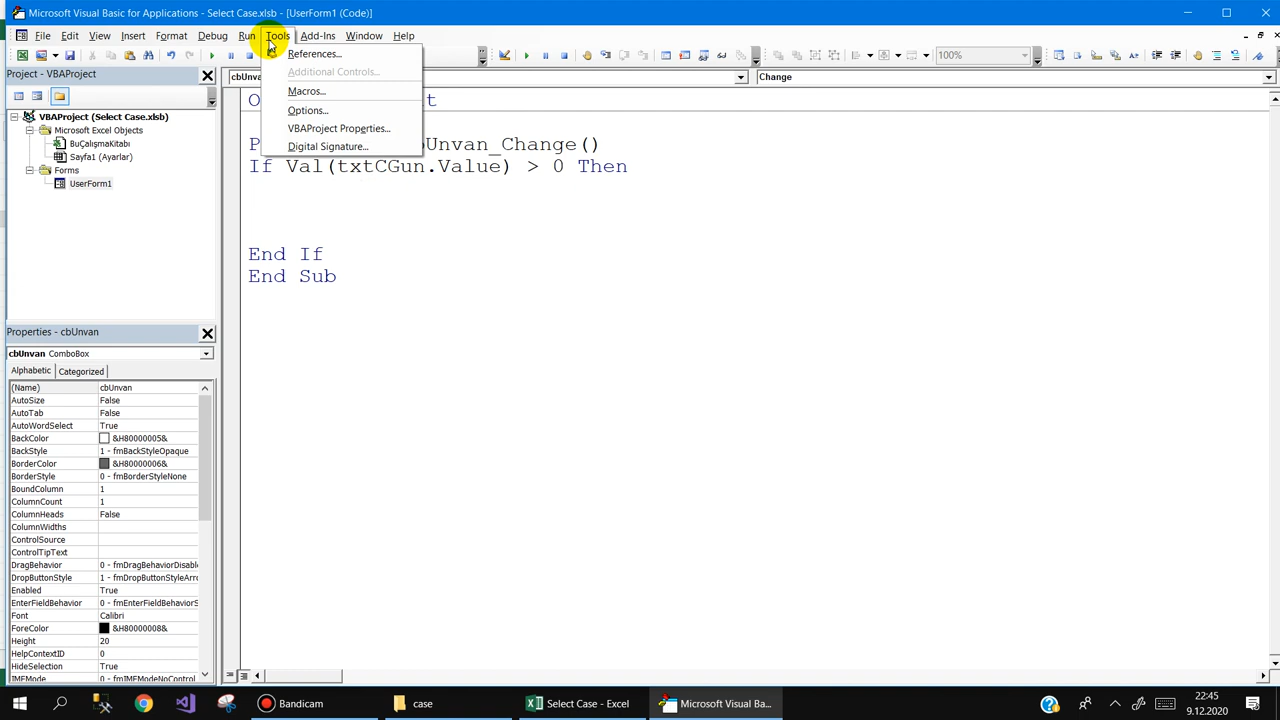 Microsoft Visual Basic for Applications - Select Case.xlsb - [UserForm1 (Code)]
File Edit View Insert Format Debug Run Tools Add-Ins Window Help
100%
Project - VBAProject
VBAProject (Select Case.xlsb)
Microsoft Excel Objects
BuÇalışmaKitabı
Sayfa1 (Ayarlar)
Forms
UserForm1
References...
Additional Controls...
Macros...
Options...
VBAProject Properties...
Digital Signature...
Change
If Val(txtCGun.Value) > 0 Then
End If
End Sub
Properties - cbUnvan
cbUnvan ComboBox
Alphabetic Categorized
(Name) cbUnvan
AutoSize False
AutoTab False
AutoWordSelect True
BackColor &H80000005&
BackStyle 1 - fmBackStyleOpaque
BorderColor &H80000006&
BorderStyle 0 - fmBorderStyleNone
BoundColumn 1
ColumnCount 1
ColumnHeads False
ColumnWidths
ControlSource
ControlTipText
DragBehavior 0 - fmDragBehaviorDisabl
DropButtonStyle 1 - fmDropButtonStyleArro
Enabled True
EnterFieldBehavior 0 - fmEnterFieldBehaviorS
Font Calibri
ForeColor &H80000008&
Height 20
HelpContextID 0
HideSelection True
IMEMode 0 - fmIMEModeNoControl
Bandicam
case
Select Case - Excel
Microsoft Visual Ba...
22:45
9.12.2020